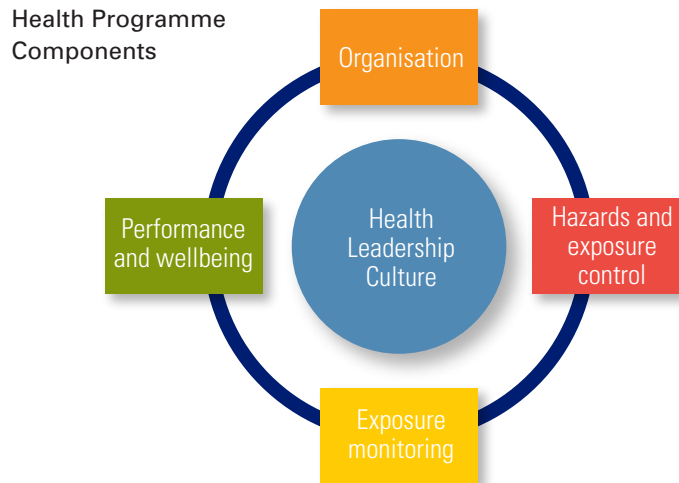 Health Programme
Components
Organisation
Performance
and wellbeing
Health
Leadership
Culture
Hazards and
exposure
control
Exposure
monitoring